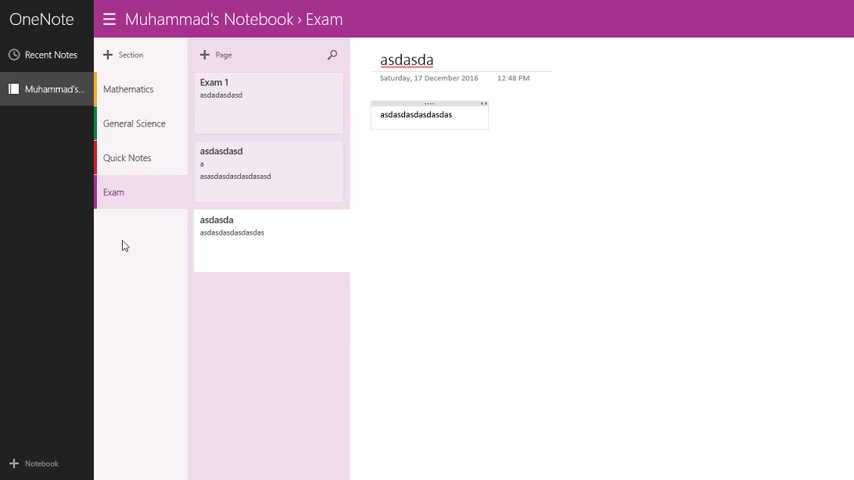 OneNote
Muhammad's Notebook › Exam
Recent Notes
Muhammad's...
Notebook
Section
Mathematics
General Science
Quick Notes
Exam
Page
Exam 1
asdadasdasd
asdasdasd
a
asasdasdasdasdasasd
asdasda
asdasdasdasdasdas
asdasda
Saturday, 17 December 2016 12:48 PM
asdasdasdasdasdas